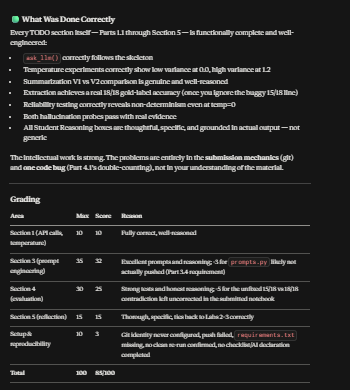 What Was Done Correctly
Every TODO section itself — Parts 1.1 through Section 5 — is functionally complete and well-
engineered:
ask_llm() correctly follows the skeleton
Temperature experiments correctly show low variance at 0.0, high variance at 1.2
Summarization V1 vs V2 comparison is genuine and well-reasoned
Extraction achieves a real 18/18 gold-label accuracy (once you ignore the buggy 15/18 line)
Reliability testing correctly reveals non-determinism even at temp=0
Both hallucination probes pass with real evidence
All Student Reasoning boxes are thoughtful, specific, and grounded in actual output — not
generic
The intellectual work is strong. The problems are entirely in the submission mechanics (git)
and one code bug (Part 4.1's double-counting), not in your understanding of the material.
Grading
Area Max Score Reason
Section 1 (API calls, 10 10 Fully correct, well-reasoned
temperature)
Section 3 (prompt 35 32 Excellent prompts and reasoning; -3 for prompts.py likely not
engineering) actually pushed (Part 3.4 requirement)
Section 4 30 25 Strong tests and honest reasoning; -5 for the unfixed 15/18 vs 18/18
(evaluation) contradiction left uncorrected in the submitted notebook
Section 5 (reflection) 15 15 Thorough, specific, ties back to Labs 2-3 correctly
Setup & 10 3 Git identity never configured, push failed, requirements.txt
reproducibility missing, no clean re-run confirmed, no checklist/AI declaration
completed
Total 100 85/100